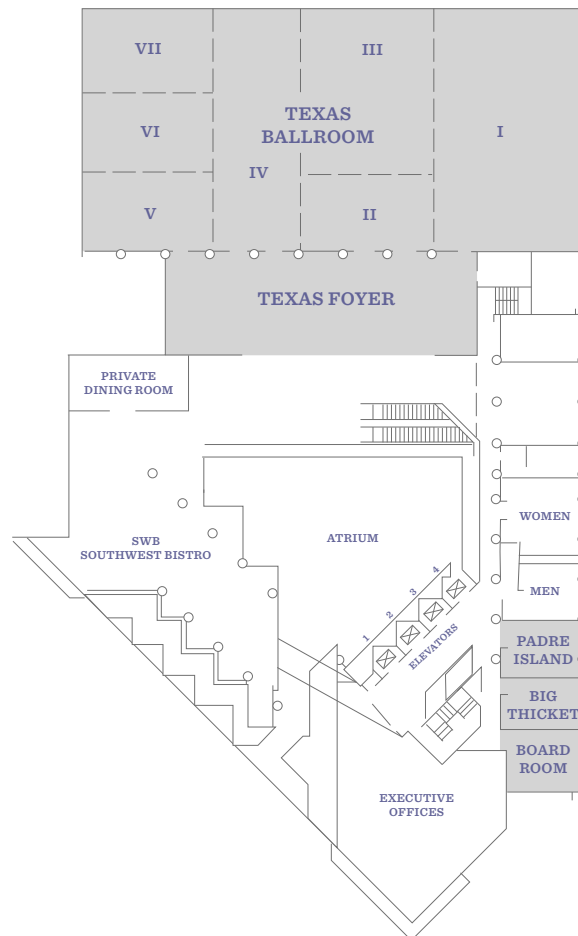 VII
III
TEXAS
BALLROOM
VI
I
IV
V
II
TEXAS FOYER
PRIVATE
DINING ROOM
WOMEN
SWB
SOUTHWEST BISTRO
ATRIUM
MEN
1
2
3
4
ELEVATORS
PADRE
ISLAND
BIG
THICKET
BOARD
ROOM
EXECUTIVE
OFFICES